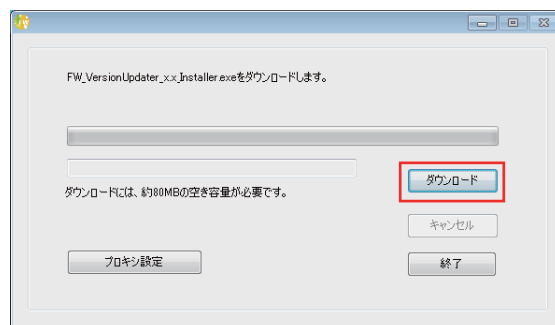 FW_VersionUpdater_x.x_Installer.exeをダウンロードします。
ダウンロードには、約80MBの空き容量が必要です。
ダウンロード
キャンセル
プロキシ設定
終了